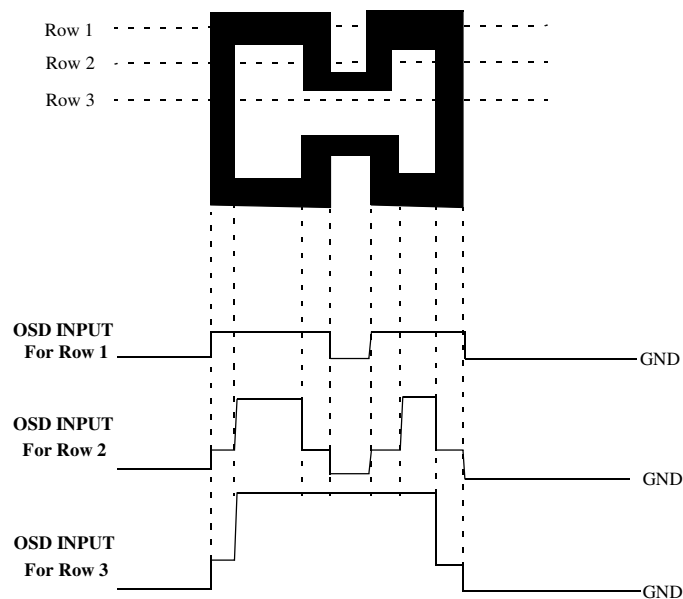 Row 1
Row 2
Row 3
OSD INPUT
For Row 1
GND
OSD INPUT
For Row 2
GND
OSD INPUT
For Row 3
GND